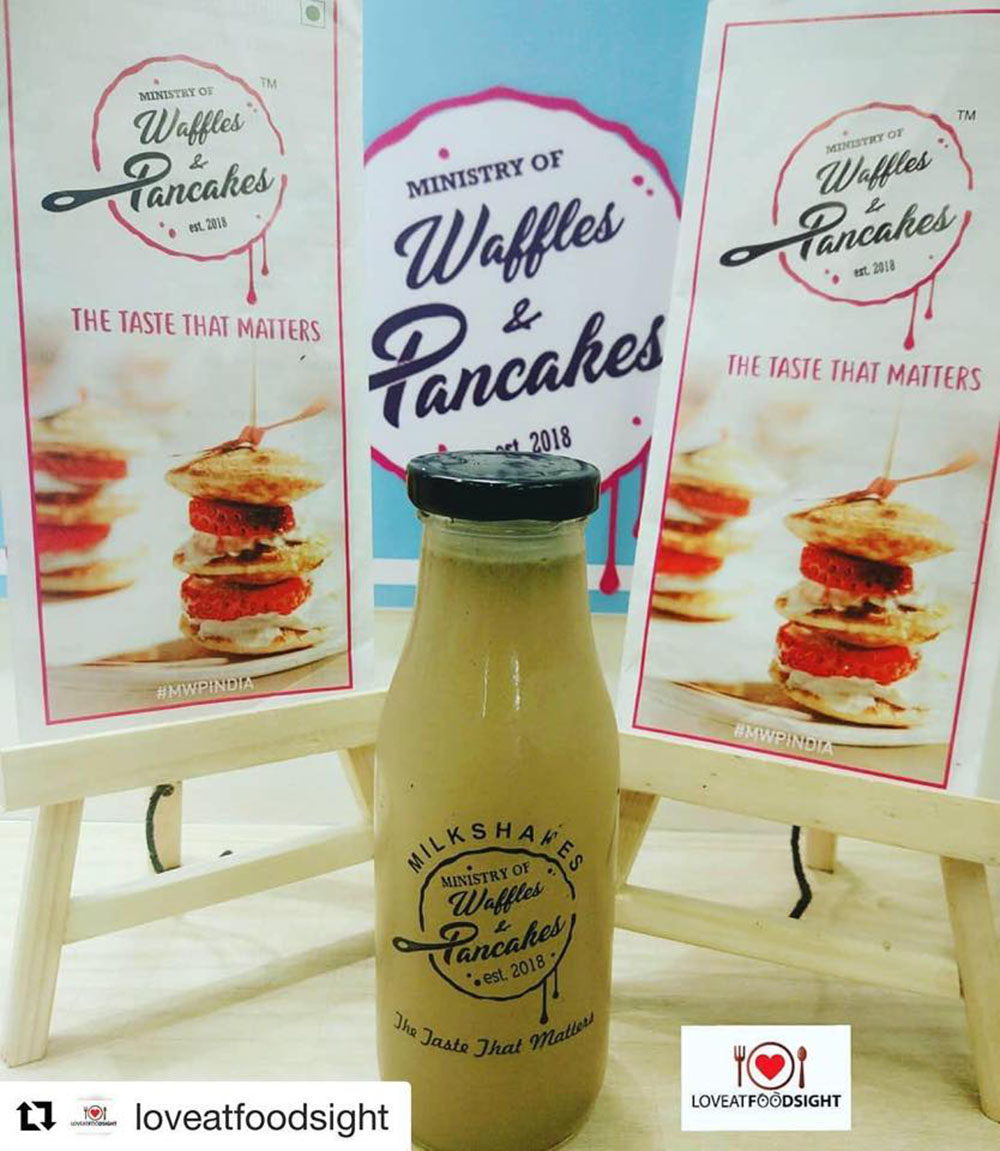 MINISTRY OF
Waffles
&
Pancakes
est. 2018
TM
THE TASTE THAT MATTERS
#MWPINDIA
MINISTRY OF
Waffles
&
Pancakes
est. 2018
MINISTRY OF
Waffles
&
Pancakes
est. 2018
TM
THE TASTE THAT MATTERS
#MWPINDIA
MILKSHAKES
MINISTRY OF
Waffles
&
Pancakes
est. 2018
The Taste That Matters
LOVEATFOODSIGHT
LOVEATFOODSIGHT
loveatfoodsight